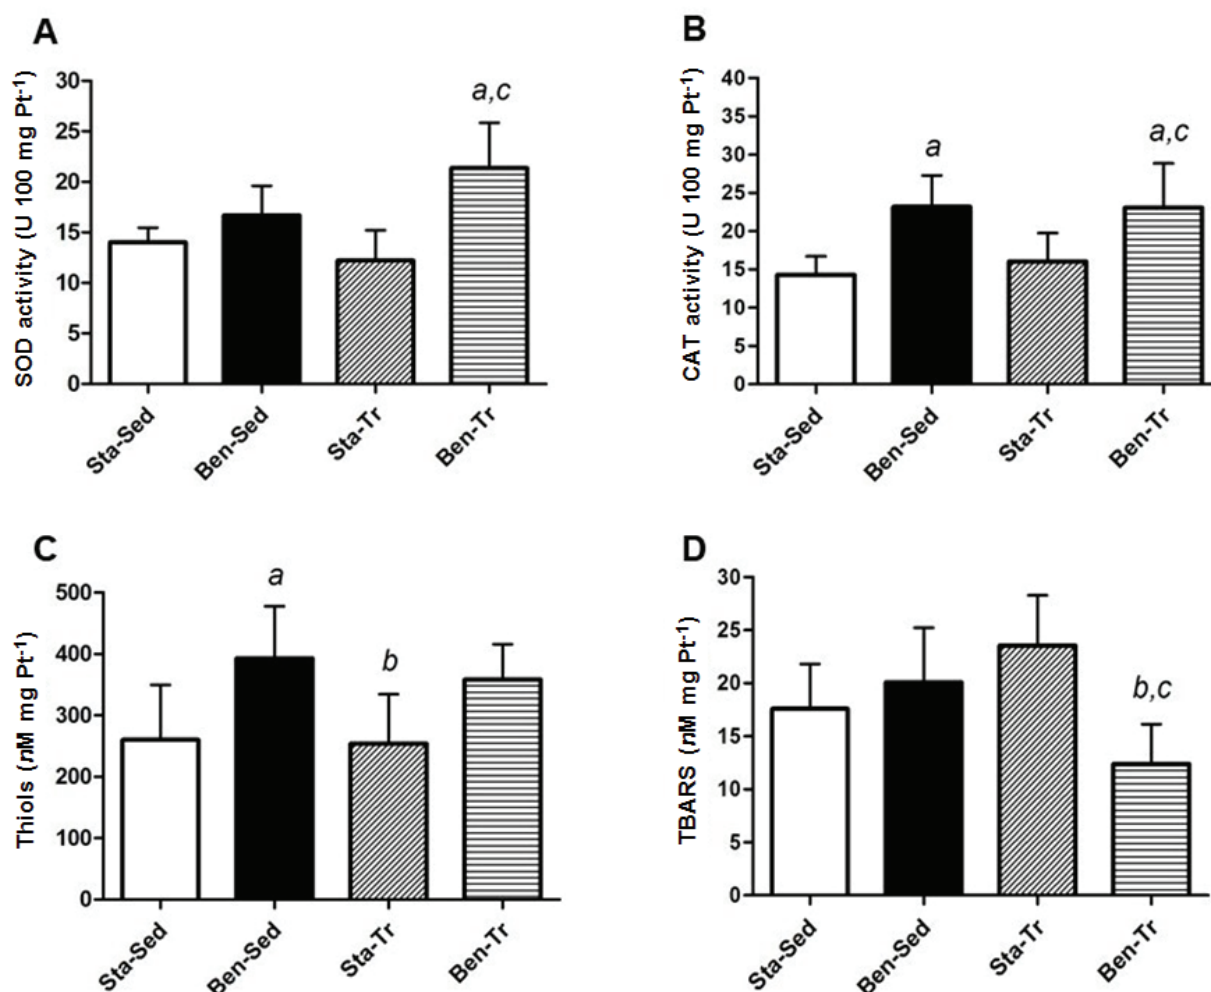 A
SOD activity (U 100 mg Pt-1)
30
25
20
15
10
5
0
a,c
Sta-Sed
Ben-Sed
Sta-Tr
Ben-Tr
B
CAT activity (U 100 mg Pt-1)
40
35
30
25
20
15
10
5
0
a
a,c
Sta-Sed
Ben-Sed
Sta-Tr
Ben-Tr
C
Thiols (nM mg Pt-1)
500
400
300
200
100
0
a
b
Sta-Sed
Ben-Sed
Sta-Tr
Ben-Tr
D
TBARS (nM mg Pt-1)
30
25
20
15
10
5
0
b,c
Sta-Sed
Ben-Sed
Sta-Tr
Ben-Tr